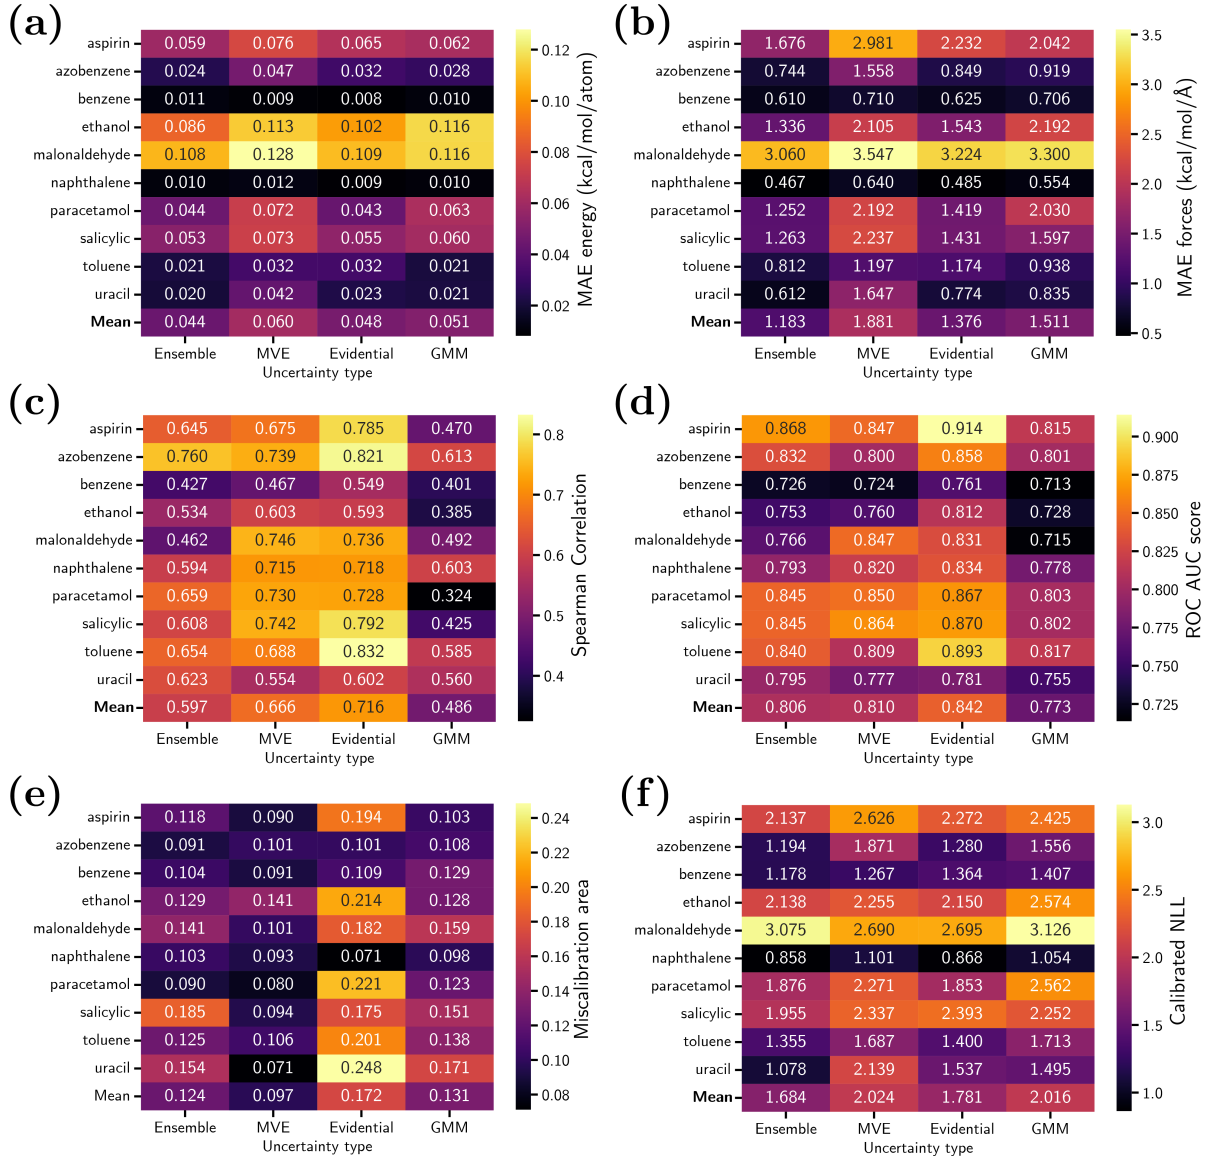 (a)
aspirin 0.059 0.076 0.065 0.062
azobenzene 0.024 0.047 0.032 0.028
benzene 0.011 0.009 0.008 0.010
ethanol 0.086 0.113 0.102 0.116
malonaldehyde 0.108 0.128 0.109 0.116
naphthalene 0.010 0.012 0.009 0.010
paracetamol 0.044 0.072 0.043 0.063
salicylic 0.053 0.073 0.055 0.060
toluene 0.021 0.032 0.032 0.021
uracil 0.020 0.042 0.023 0.021
Mean 0.044 0.060 0.048 0.051
Ensemble MVE Evidential GMM
Uncertainty type
0.12
0.10
0.08
0.06
0.04
0.02
MAE energy (kcal/mol/atom)
(b)
aspirin 1.676 2.981 2.232 2.042
azobenzene 0.744 1.558 0.849 0.919
benzene 0.610 0.710 0.625 0.706
ethanol 1.336 2.105 1.543 2.192
malonaldehyde 3.060 3.547 3.224 3.300
naphthalene 0.467 0.640 0.485 0.554
paracetamol 1.252 2.192 1.419 2.030
salicylic 1.263 2.237 1.431 1.597
toluene 0.812 1.197 1.174 0.938
uracil 0.612 1.647 0.774 0.835
Mean 1.183 1.881 1.376 1.511
Ensemble MVE Evidential GMM
Uncertainty type
3.5
3.0
2.5
2.0
1.5
1.0
0.5
MAE forces (kcal/mol/Å)
(c)
aspirin 0.645 0.675 0.785 0.470
azobenzene 0.760 0.739 0.821 0.613
benzene 0.427 0.467 0.549 0.401
ethanol 0.534 0.603 0.593 0.385
malonaldehyde 0.462 0.746 0.736 0.492
naphthalene 0.594 0.715 0.718 0.603
paracetamol 0.659 0.730 0.728 0.324
salicylic 0.608 0.742 0.792 0.425
toluene 0.654 0.688 0.832 0.585
uracil 0.623 0.554 0.602 0.560
Mean 0.597 0.666 0.716 0.486
Ensemble MVE Evidential GMM
Uncertainty type
0.8
0.7
0.6
0.5
0.4
Spearman Correlation
(d)
aspirin 0.868 0.847 0.914 0.815
azobenzene 0.832 0.800 0.858 0.801
benzene 0.726 0.724 0.761 0.713
ethanol 0.753 0.760 0.812 0.728
malonaldehyde 0.766 0.847 0.831 0.715
naphthalene 0.793 0.820 0.834 0.778
paracetamol 0.845 0.850 0.867 0.803
salicylic 0.845 0.864 0.870 0.802
toluene 0.840 0.809 0.893 0.817
uracil 0.795 0.777 0.781 0.755
Mean 0.806 0.810 0.842 0.773
Ensemble MVE Evidential GMM
Uncertainty type
0.900
0.875
0.850
0.825
0.800
0.775
0.750
0.725
ROC AUC score
(e)
aspirin 0.118 0.090 0.194 0.103
azobenzene 0.091 0.101 0.101 0.108
benzene 0.104 0.091 0.109 0.129
ethanol 0.129 0.141 0.214 0.128
malonaldehyde 0.141 0.101 0.182 0.159
naphthalene 0.103 0.093 0.071 0.098
paracetamol 0.090 0.080 0.221 0.123
salicylic 0.185 0.094 0.175 0.151
toluene 0.125 0.106 0.201 0.138
uracil 0.154 0.071 0.248 0.171
Mean 0.124 0.097 0.172 0.131
Ensemble MVE Evidential GMM
Uncertainty type
0.24
0.22
0.20
0.18
0.16
0.14
0.12
0.10
0.08
Miscalibration area
(f)
aspirin 2.137 2.626 2.272 2.425
azobenzene 1.194 1.871 1.280 1.556
benzene 1.178 1.267 1.364 1.407
ethanol 2.138 2.255 2.150 2.574
malonaldehyde 3.075 2.690 2.695 3.126
naphthalene 0.858 1.101 0.868 1.054
paracetamol 1.876 2.271 1.853 2.562
salicylic 1.955 2.337 2.393 2.252
toluene 1.355 1.687 1.400 1.713
uracil 1.078 2.139 1.537 1.495
Mean 1.684 2.024 1.781 2.016
Ensemble MVE Evidential GMM
Uncertainty type
3.0
2.5
2.0
1.5
1.0
Calibrated NLL